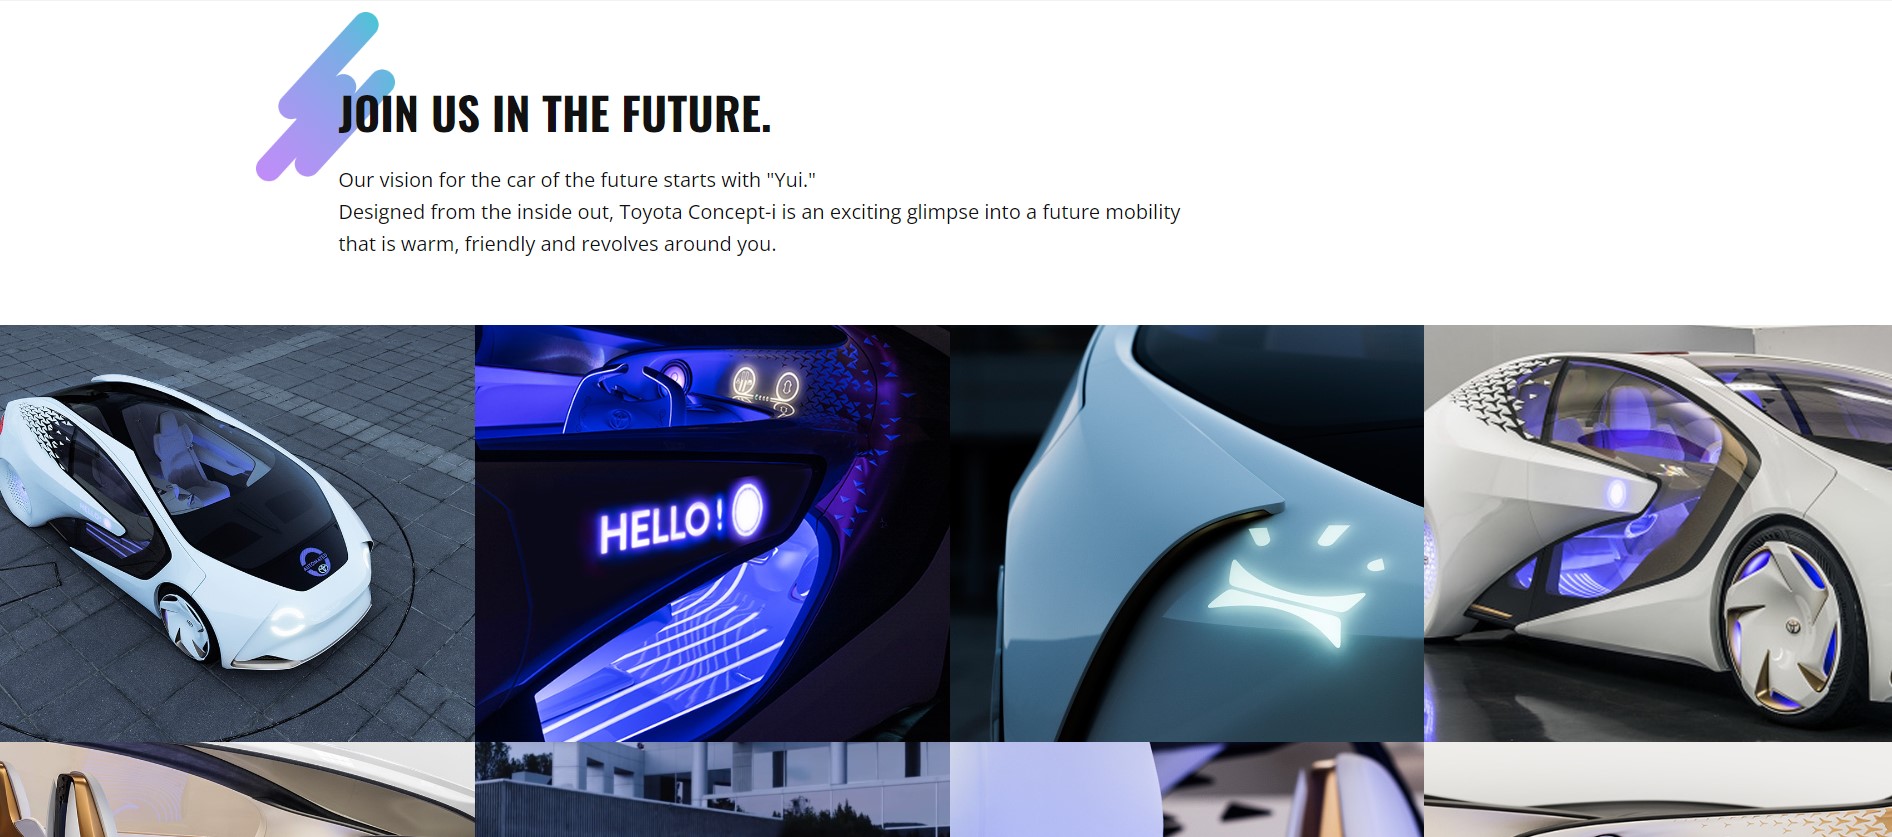 JOIN US IN THE FUTURE.
Our vision for the car of the future starts with "Yui."
Designed from the inside out, Toyota Concept-i is an exciting glimpse into a future mobility
that is warm, friendly and revolves around you.
HELLO!
AUTOMATED